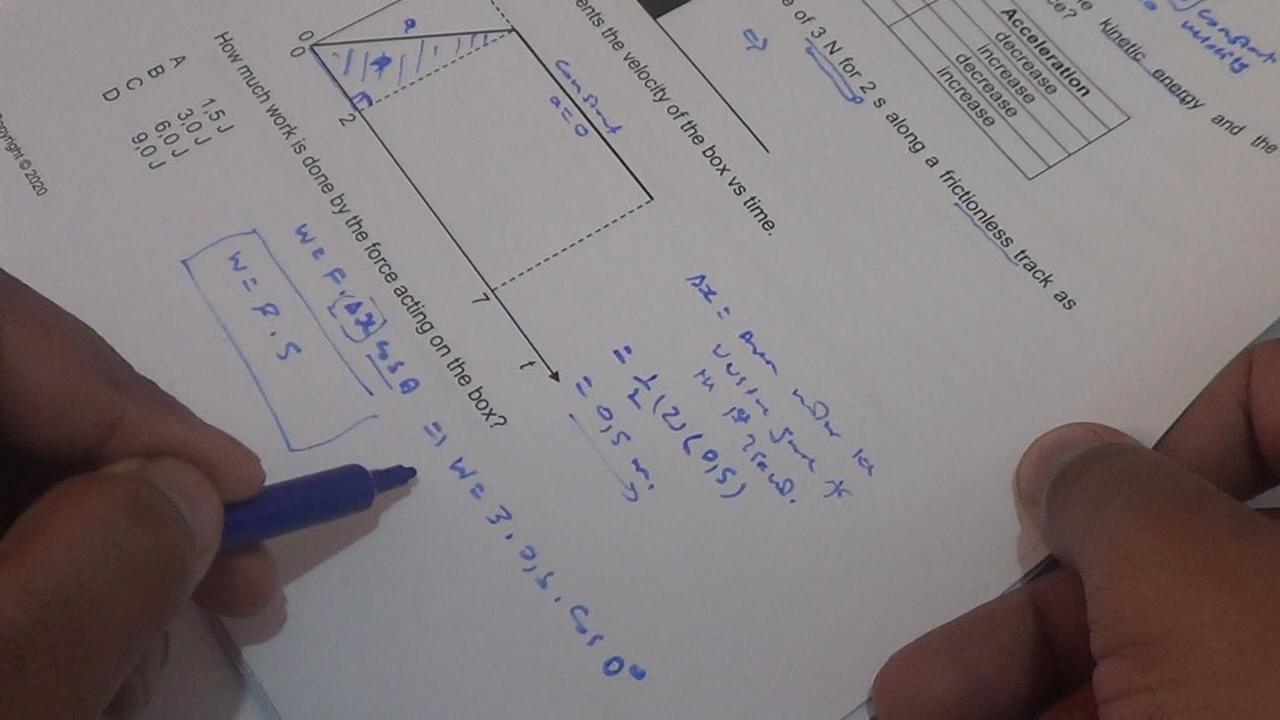 constant
velocity
the kinetic energy and the
ce?
Acceleration
decrease
increase
decrease
increase
e of 3 N for 2 s along a frictionless track as
⇒
ents the velocity of the box vs time.
constant
a=0
a
0
0
2
7
t
How much work is done by the force acting on the box?
A 1,5 J
B 3,0 J
C 6,0 J
D 9,0 J
Δx =
= 1/2 (2)(0,5)
= 0,5 m.
W = F.(Δx) cos θ
⇒ W = 3. 0,5. cos 0°
W = F . S
opyright © 2020